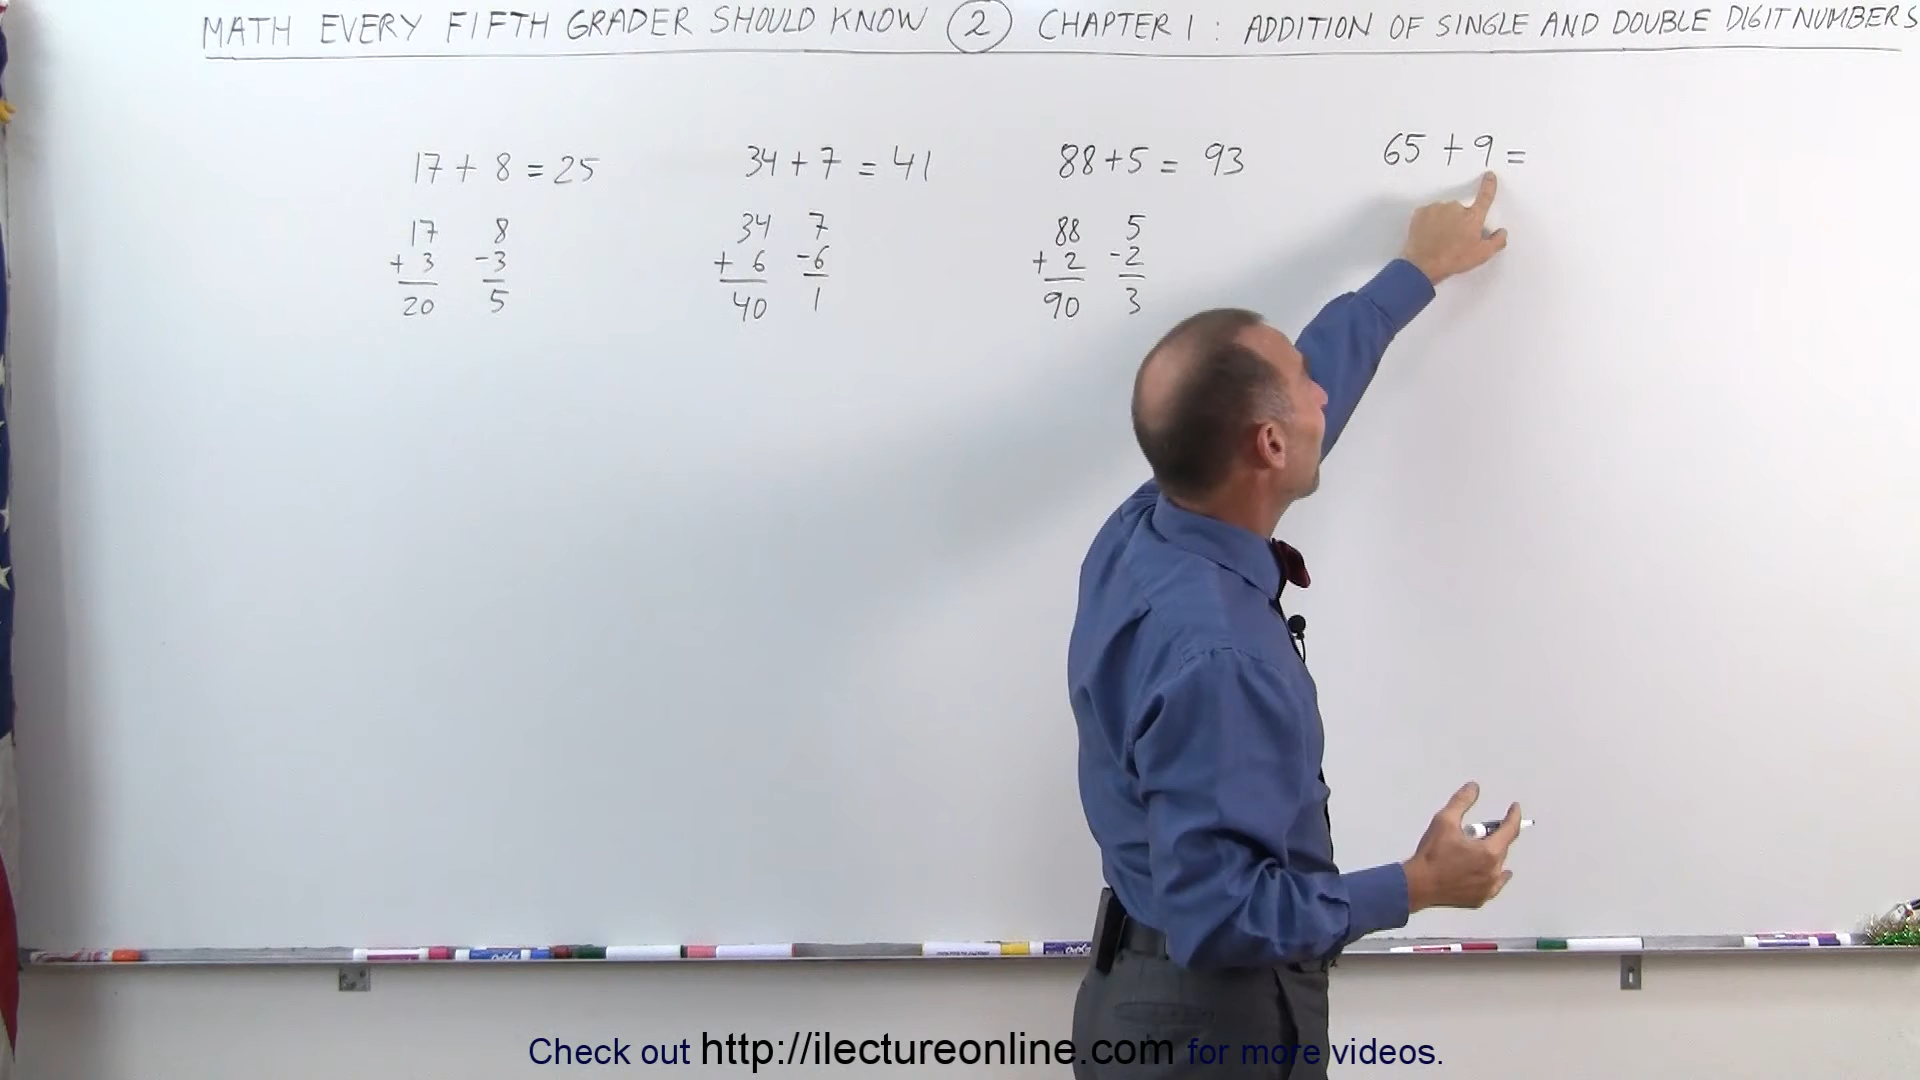 MATH EVERY FIFTH GRADER SHOULD KNOW 2 CHAPTER 1 : ADDITION OF SINGLE AND DOUBLE DIGIT NUMBERS
17 + 8 = 25
17 8
+ 3 -3
20 5
34 + 7 = 41
34 7
+ 6 -6
40 1
88 + 5 = 93
88 5
+ 2 -2
90 3
65 + 9 =
Check out http://ilectureonline.com for more videos.